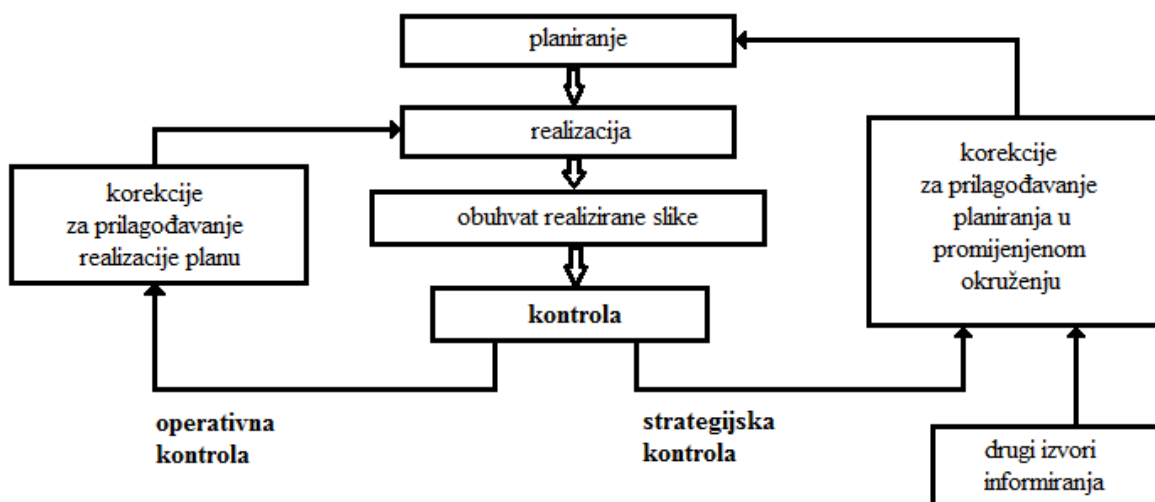 planiranje
realizacija
korekcije
za prilagođavanje
realizacije planu
obuhvat realizirane slike
korekcije
za prilagođavanje
planiranja u
promijenjenom
okruženju
kontrola
operativna
kontrola
strategijska
kontrola
drugi izvori
informiranja